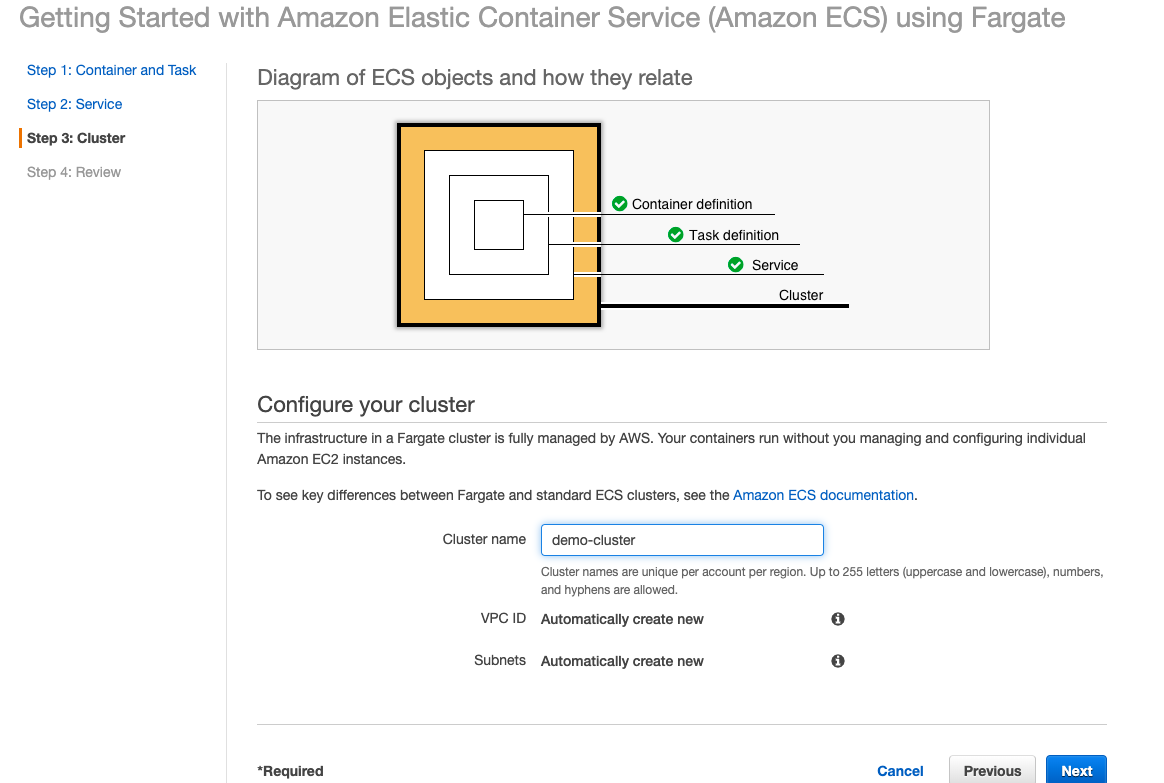 Getting Started with Amazon Elastic Container Service (Amazon ECS) using Fargate
Step 1: Container and Task
Step 2: Service
Step 3: Cluster
Step 4: Review
Diagram of ECS objects and how they relate
Container definition
Task definition
Service
Cluster
Configure your cluster
The infrastructure in a Fargate cluster is fully managed by AWS. Your containers run without you managing and configuring individual
Amazon EC2 instances.
To see key differences between Fargate and standard ECS clusters, see the Amazon ECS documentation.
Cluster name demo-cluster
Cluster names are unique per account per region. Up to 255 letters (uppercase and lowercase), numbers,
and hyphens are allowed.
VPC ID Automatically create new
Subnets Automatically create new
*Required Cancel Previous Next